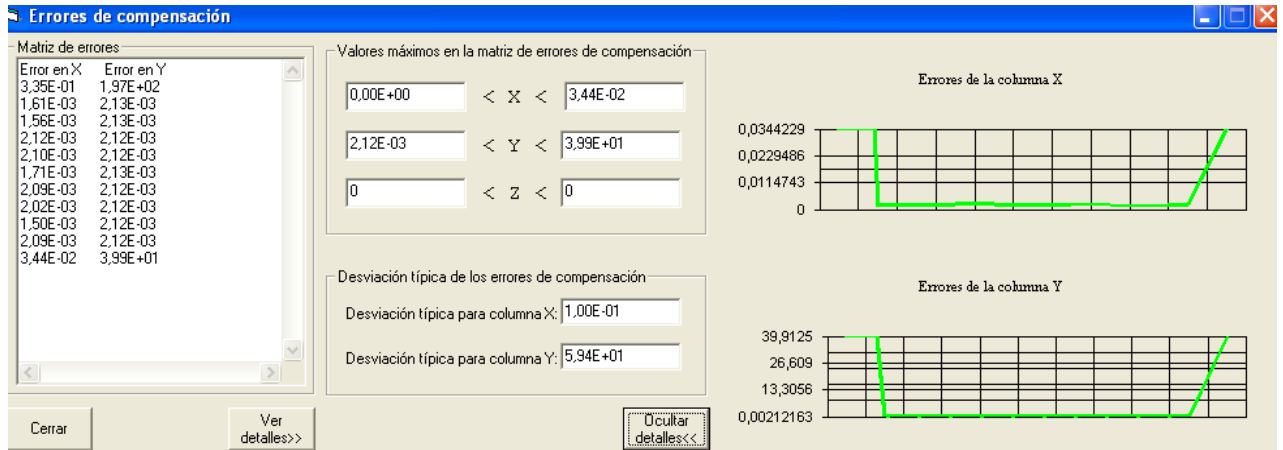 Errores de compensación
Matriz de errores
Error en X Error en Y
3,35E-01 1,97E+02
1,61E-03 2,13E-03
1,56E-03 2,13E-03
2,12E-03 2,12E-03
2,10E-03 2,12E-03
1,71E-03 2,13E-03
2,09E-03 2,12E-03
2,02E-03 2,12E-03
1,50E-03 2,12E-03
2,09E-03 2,12E-03
3,44E-02 3,99E+01
Cerrar
Ver detalles>>
Valores máximos en la matriz de errores de compensación
0,00E+00 < X < 3,44E-02
2,12E-03 < Y < 3,99E+01
0 < Z < 0
Desviación típica de los errores de compensación
Desviación típica para columna X: 1,00E-01
Desviación típica para columna Y: 5,94E+01
Ocultar detalles<<
Errores de la columna X
0,0344229
0,0229486
0,0114743
0
Errores de la columna Y
39,9125
26,609
13,3056
0,00212163